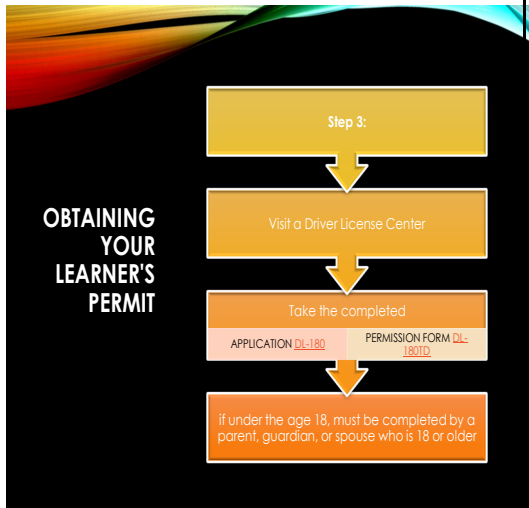 OBTAINING
YOUR
LEARNER'S
PERMIT
Step 3:
Visit a Driver License Center
Take the completed
APPLICATION DL-180
PERMISSION FORM DL-
180TD
if under the age 18, must be completed by a
parent, guardian, or spouse who is 18 or older